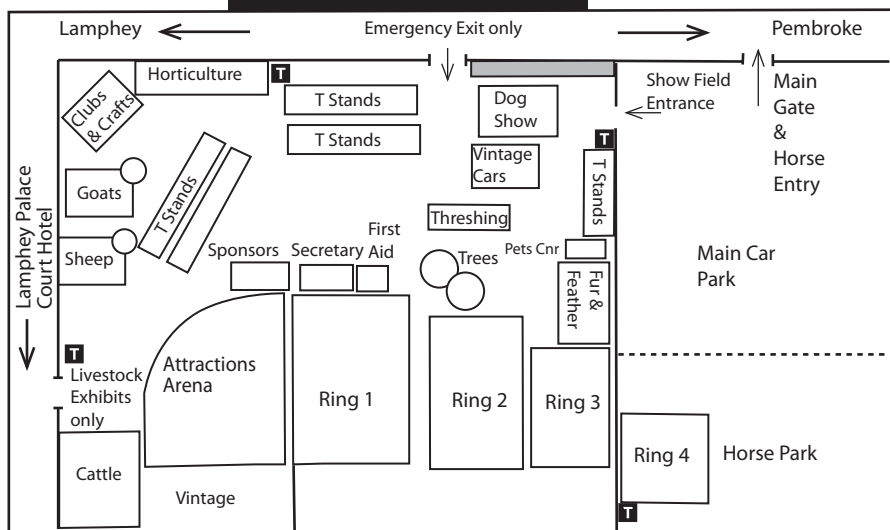 Lamphey
Emergency Exit only
Pembroke
Horticulture
T
Clubs
& Crafts
T Stands
T Stands
Dog
Show
Show Field
Entrance
Main
Gate
&
Horse
Entry
T
Vintage
Cars
T Stands
Goats
T Stands
Threshing
Sheep
Sponsors
Secretary
First
Aid
Trees
Pets Cnr
Fur &
Feather
Main Car
Park
Lamphey Palace
Court Hotel
T
Livestock
Exhibits
only
Attractions
Arena
Ring 1
Ring 2
Ring 3
Ring 4
Horse Park
Cattle
Vintage
T